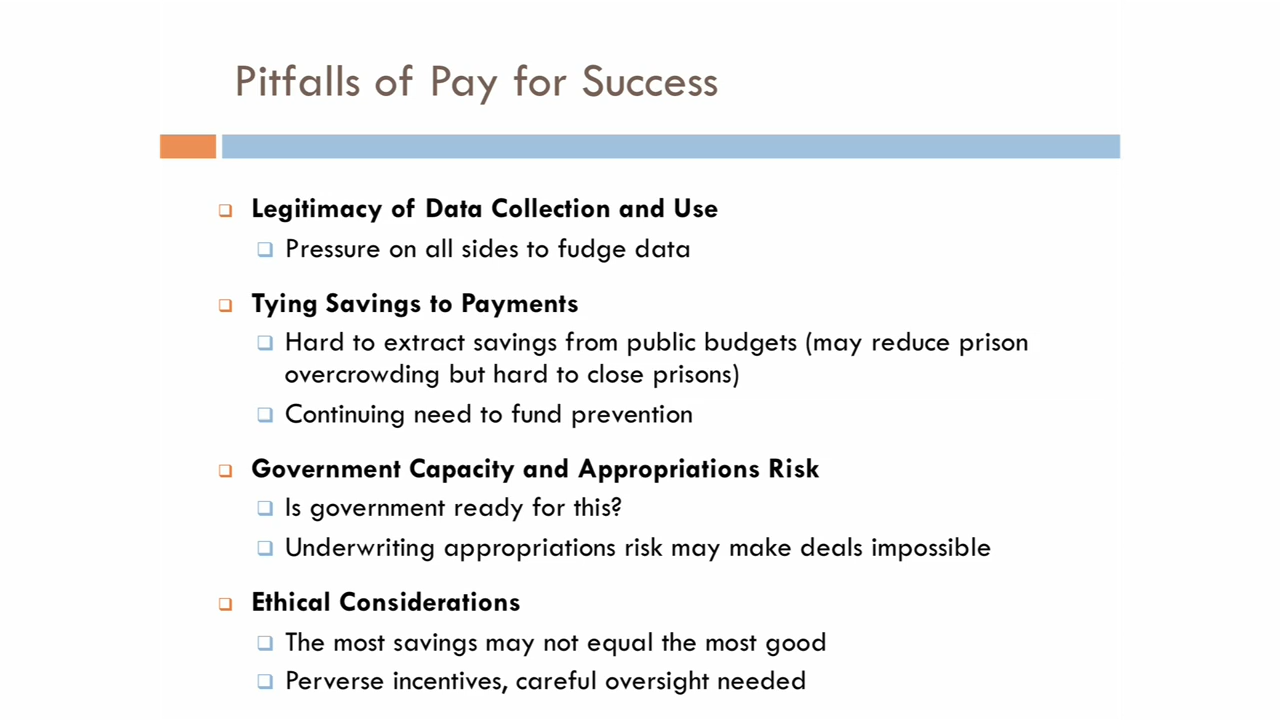 Pitfalls of Pay for Success
Legitimacy of Data Collection and Use
Pressure on all sides to fudge data
Tying Savings to Payments
Hard to extract savings from public budgets (may reduce prison
overcrowding but hard to close prisons)
Continuing need to fund prevention
Government Capacity and Appropriations Risk
Is government ready for this?
Underwriting appropriations risk may make deals impossible
Ethical Considerations
The most savings may not equal the most good
Perverse incentives, careful oversight needed